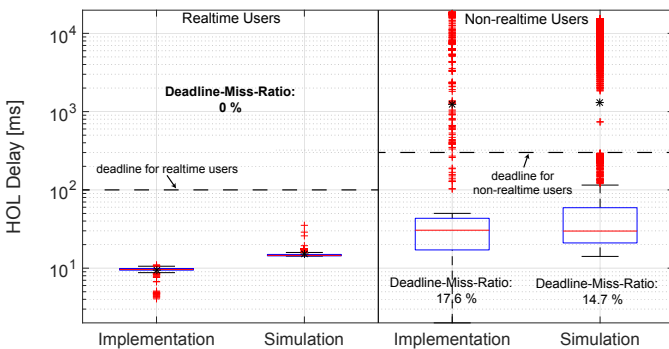 Realtime Users
Non-realtime Users
HOL Delay [ms]
10^4
10^3
10^2
10^1
Deadline-Miss-Ratio:
0 %
deadline for realtime users
deadline for
non-realtime users
Deadline-Miss-Ratio:
17.6 %
Deadline-Miss-Ratio:
14.7 %
Implementation
Simulation
Implementation
Simulation